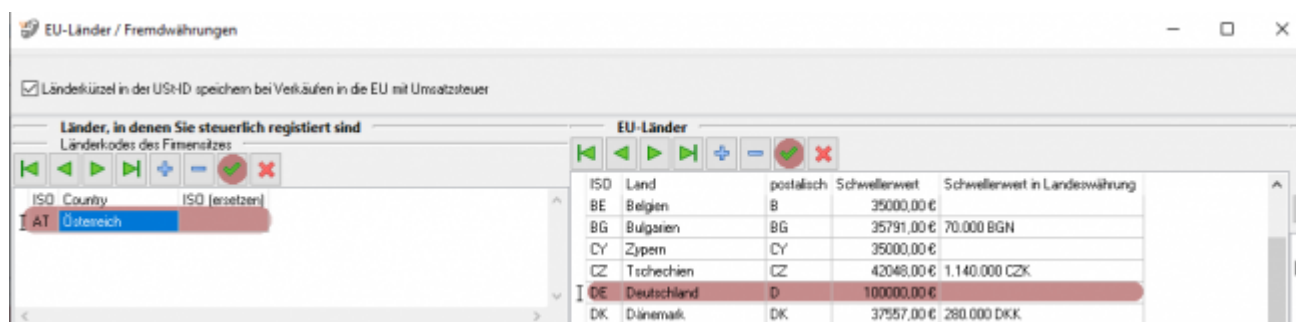 EU-Länder / Fremdwährungen
Länderkürzel in der USt-ID speichern bei Verkäufen in die EU mit Umsatzsteuer
Länder, in denen Sie steuerlich registiert sind
Länderkodes des Firmensitzes
ISO Country ISO (ersetzen)
AT Österreich
EU-Länder
ISO Land postalisch Schwellerwert Schwellerwert in Landeswährung
BE Belgien B 35000,00 €
BG Bulgarien BG 35791,00 € 70.000 BGN
CY Zypern CY 35000,00 €
CZ Tschechien CZ 42048,00 € 1.140.000 CZK
DE Deutschland D 100000,00 €
DK Dänemark DK 37557,00 € 280.000 DKK